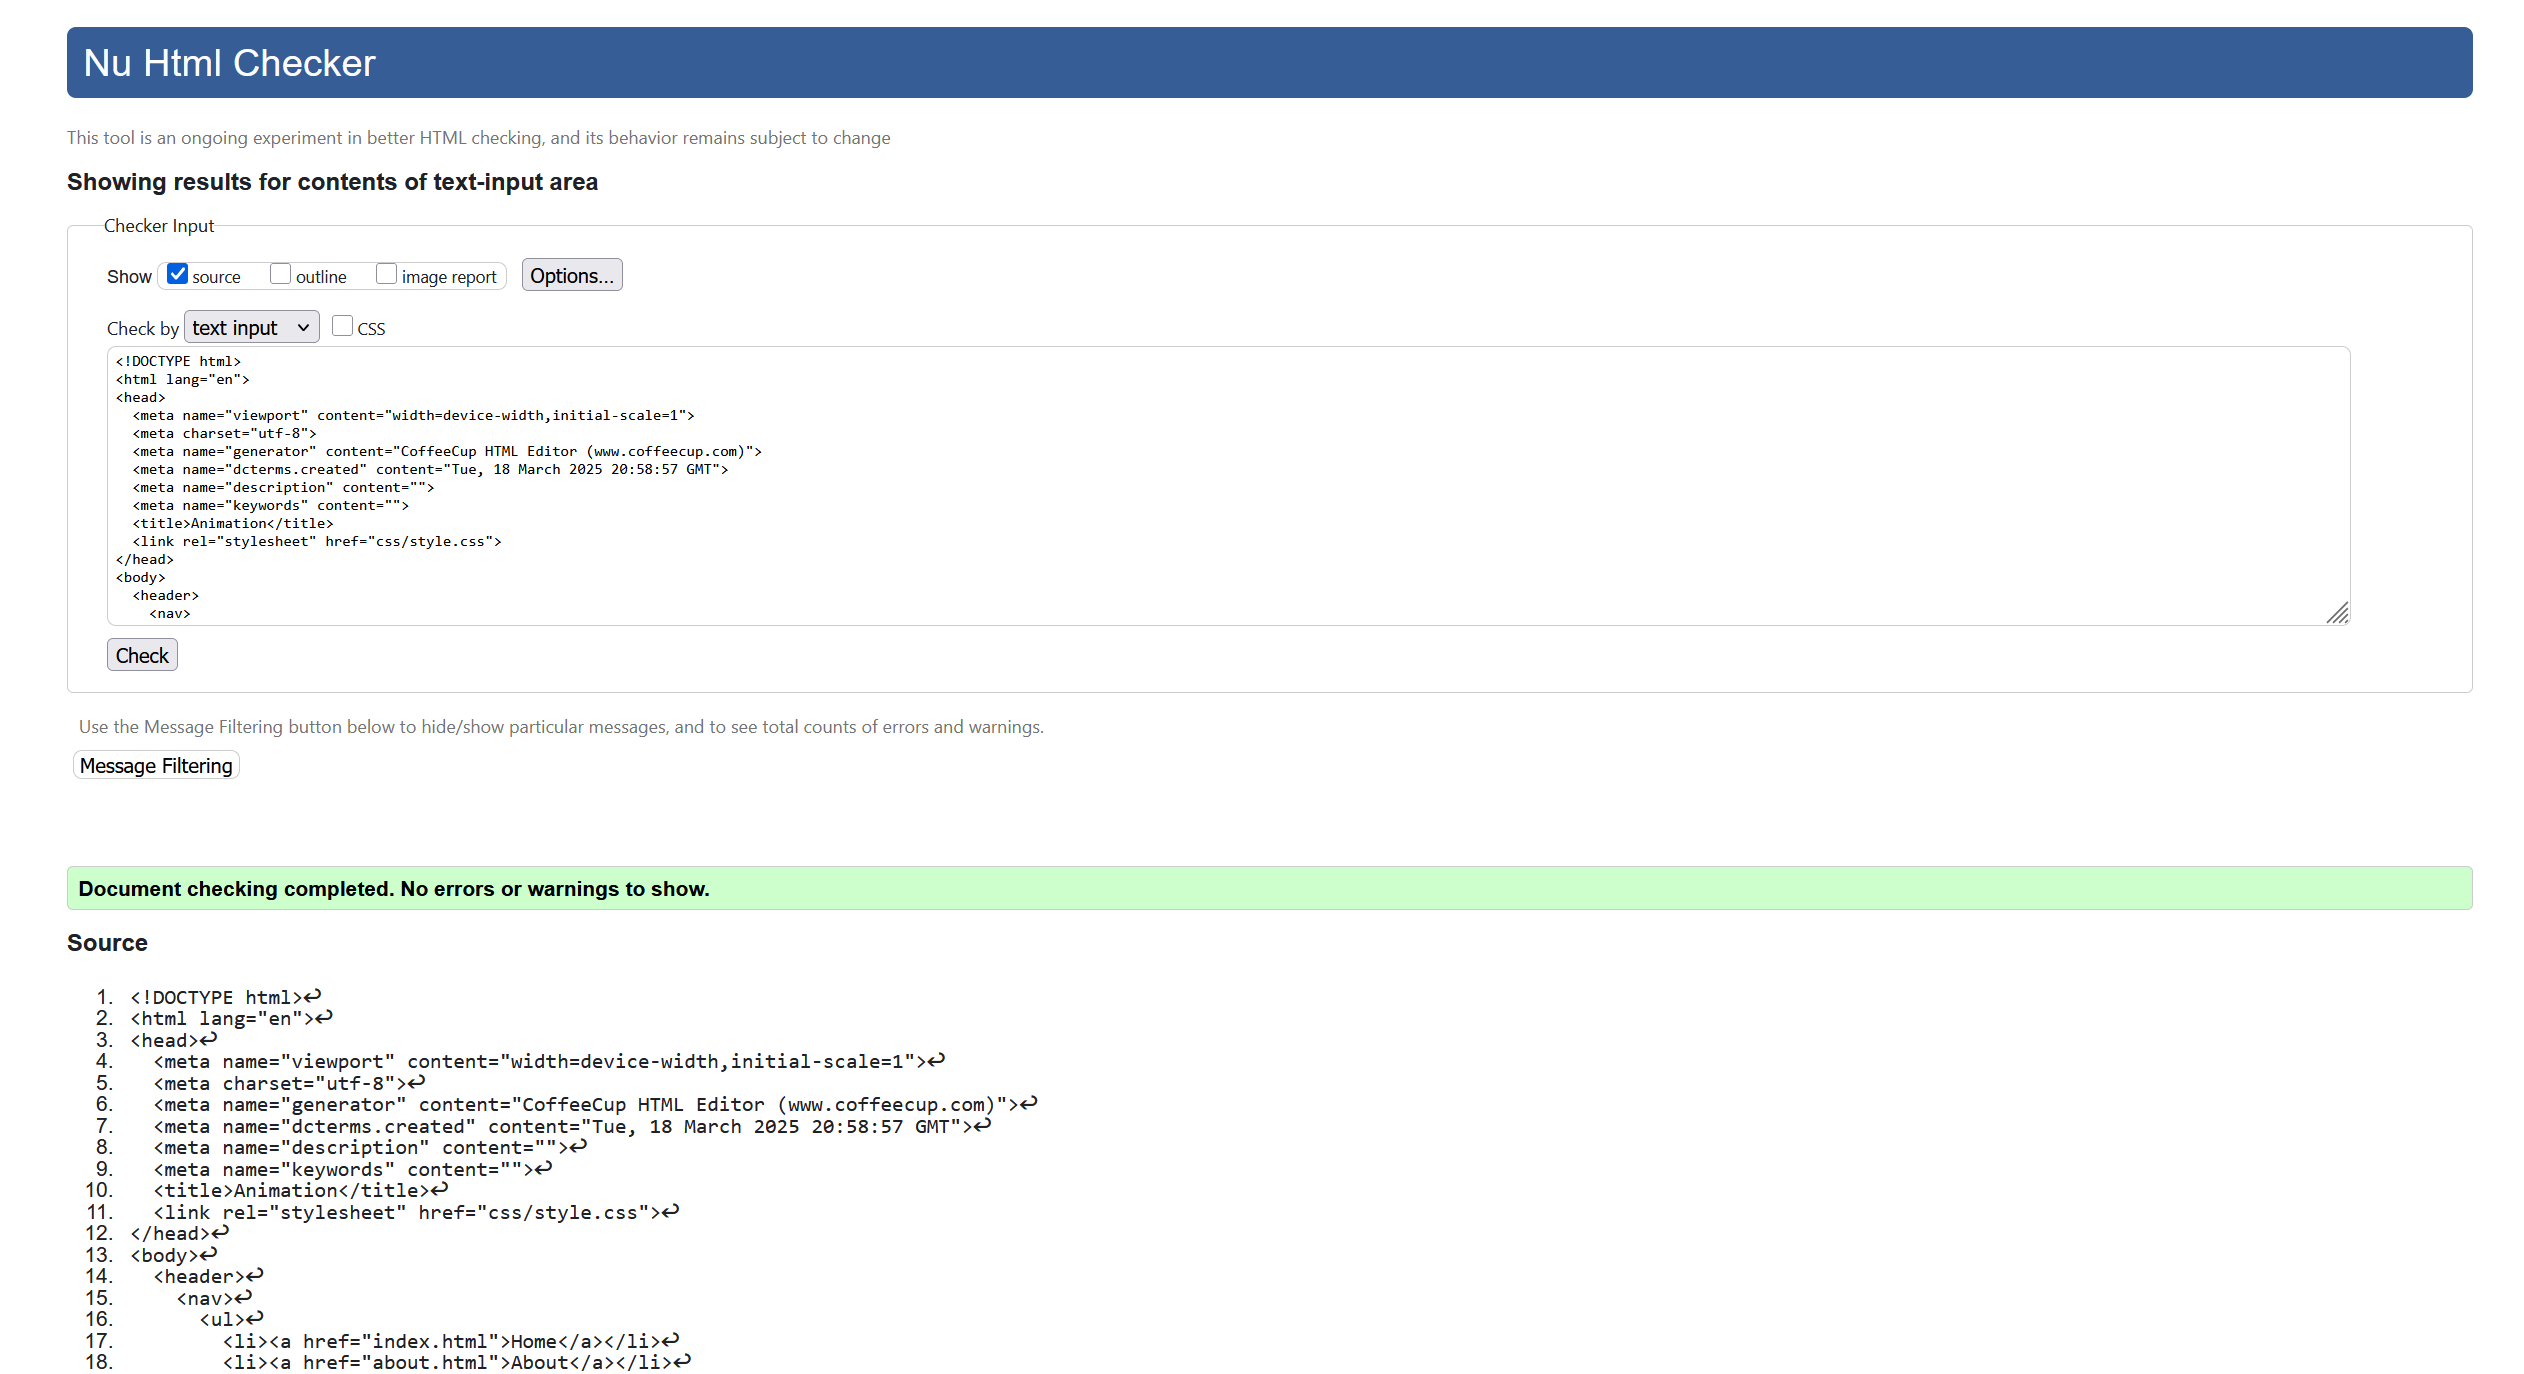 Nu Html Checker
This tool is an ongoing experiment in better HTML checking, and its behavior remains subject to change
Showing results for contents of text-input area
Checker Input
Show source outline image report Options...
Check by text input CSS
<!DOCTYPE html>
<html lang="en">
<head>
  <meta name="viewport" content="width=device-width,initial-scale=1">
  <meta charset="utf-8">
  <meta name="generator" content="CoffeeCup HTML Editor (www.coffeecup.com)">
  <meta name="dcterms.created" content="Tue, 18 March 2025 20:58:57 GMT">
  <meta name="description" content="">
  <meta name="keywords" content="">
  <title>Animation</title>
  <link rel="stylesheet" href="css/style.css">
</head>
<body>
  <header>
    <nav>
Check
Use the Message Filtering button below to hide/show particular messages, and to see total counts of errors and warnings.
Message Filtering
Document checking completed. No errors or warnings to show.
Source
1. <!DOCTYPE html>↩
2. <html lang="en">↩
3. <head>↩
4.   <meta name="viewport" content="width=device-width,initial-scale=1">↩
5.   <meta charset="utf-8">↩
6.   <meta name="generator" content="CoffeeCup HTML Editor (www.coffeecup.com)">↩
7.   <meta name="dcterms.created" content="Tue, 18 March 2025 20:58:57 GMT">↩
8.   <meta name="description" content="">↩
9.   <meta name="keywords" content="">↩
10.   <title>Animation</title>↩
11.   <link rel="stylesheet" href="css/style.css">↩
12. </head>↩
13. <body>↩
14.   <header>↩
15.     <nav>↩
16.       <ul>↩
17.         <li><a href="index.html">Home</a></li>↩
18.         <li><a href="about.html">About</a></li>↩